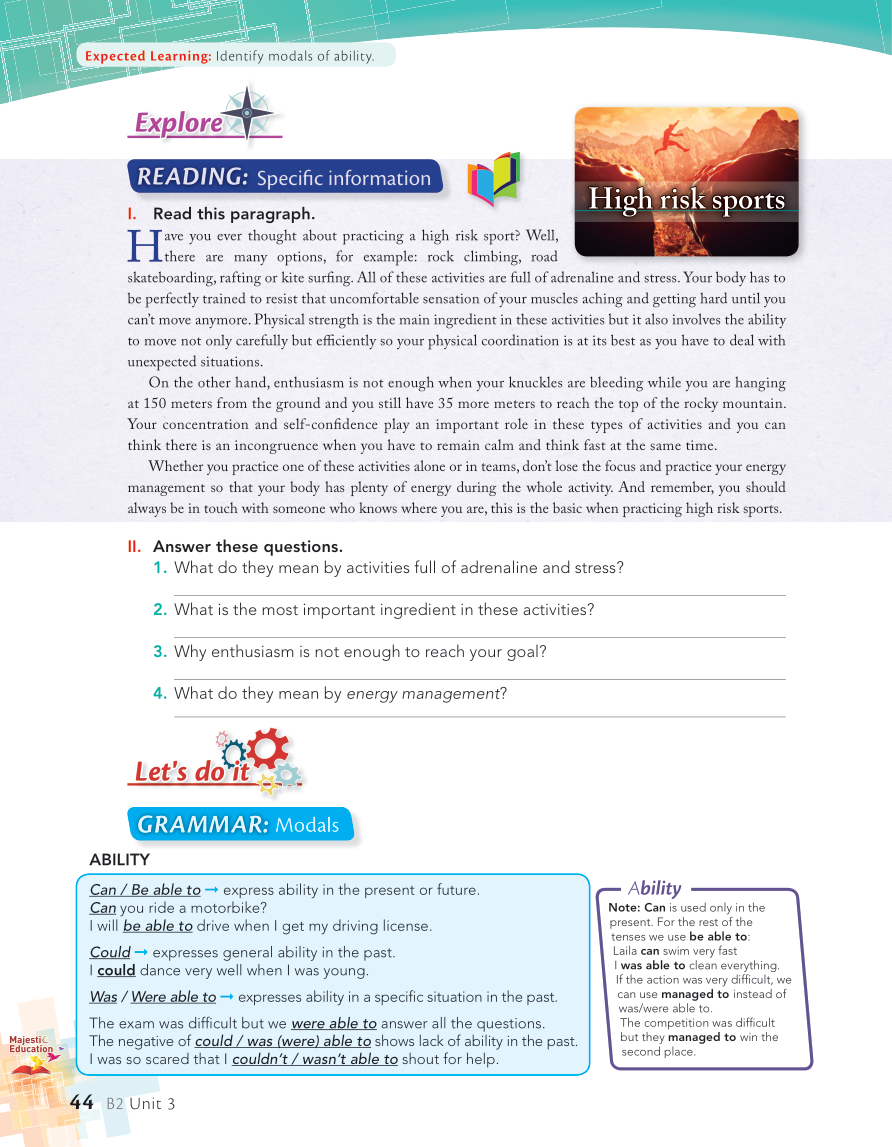 Expected Learning: Identify modals of ability.
Explore
READING: Specific information
High risk sports
I. Read this paragraph.
Have you ever thought about practicing a high risk sport? Well,
there are many options, for example: rock climbing, road
skateboarding, rafting or kite surfing. All of these activities are full of adrenaline and stress. Your body has to
be perfectly trained to resist that uncomfortable sensation of your muscles aching and getting hard until you
can't move anymore. Physical strength is the main ingredient in these activities but it also involves the ability
to move not only carefully but efficiently so your physical coordination is at its best as you have to deal with
unexpected situations.
On the other hand, enthusiasm is not enough when your knuckles are bleeding while you are hanging
at 150 meters from the ground and you still have 35 more meters to reach the top of the rocky mountain.
Your concentration and self-confidence play an important role in these types of activities and you can
think there is an incongruence when you have to remain calm and think fast at the same time.
Whether you practice one of these activities alone or in teams, don't lose the focus and practice your energy
management so that your body has plenty of energy during the whole activity. And remember, you should
always be in touch with someone who knows where you are, this is the basic when practicing high risk sports.
II. Answer these questions.
1. What do they mean by activities full of adrenaline and stress?
2. What is the most important ingredient in these activities?
3. Why enthusiasm is not enough to reach your goal?
4. What do they mean by energy management?
Let's do it
GRAMMAR: Modals
ABILITY
Can / Be able to → express ability in the present or future.
Can you ride a motorbike?
I will be able to drive when I get my driving license.
Could → expresses general ability in the past.
I could dance very well when I was young.
Was / Were able to → expresses ability in a specific situation in the past.
The exam was difficult but we were able to answer all the questions.
The negative of could / was (were) able to shows lack of ability in the past.
I was so scared that I couldn't / wasn't able to shout for help.
Ability
Note: Can is used only in the
present. For the rest of the
tenses we use be able to:
Laila can swim very fast
I was able to clean everything.
If the action was very difficult, we
can use managed to instead of
was/were able to.
The competition was difficult
but they managed to win the
second place.
Majestic
Education
44 B2 Unit 3